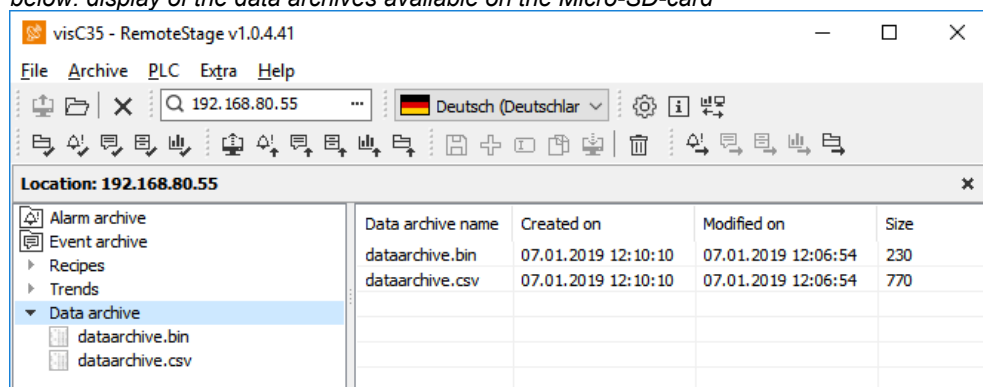 below: display of the data archives available on the Micro-SD-card
visC35 - RemoteStage v1.0.4.41
File Archive PLC Extra Help
192.168.80.55 ... Deutsch (Deutschlar
Location: 192.168.80.55
Alarm archive
Event archive
Recipes
Trends
Data archive
dataarchive.bin
dataarchive.csv
Data archive name Created on Modified on Size
dataarchive.bin 07.01.2019 12:10:10 07.01.2019 12:06:54 230
dataarchive.csv 07.01.2019 12:10:10 07.01.2019 12:06:54 770